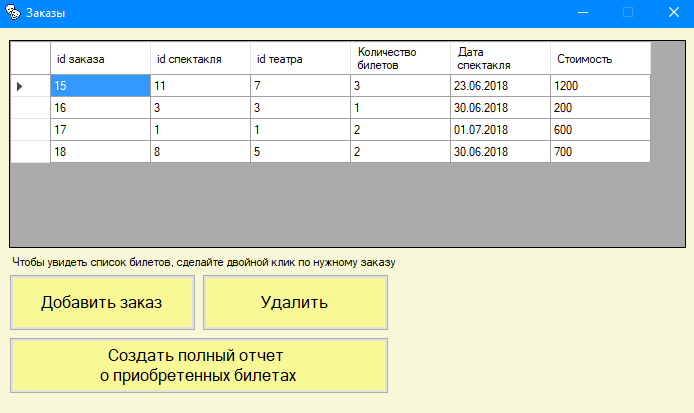 Заказы
id заказа id спектакля id театра Количество билетов Дата спектакля Стоимость
15 11 7 3 23.06.2018 1200
16 3 3 1 30.06.2018 200
17 1 1 2 01.07.2018 600
18 8 5 2 30.06.2018 700
Чтобы увидеть список билетов, сделайте двойной клик по нужному заказу
Добавить заказ Удалить
Создать полный отчет
о приобретенных билетах